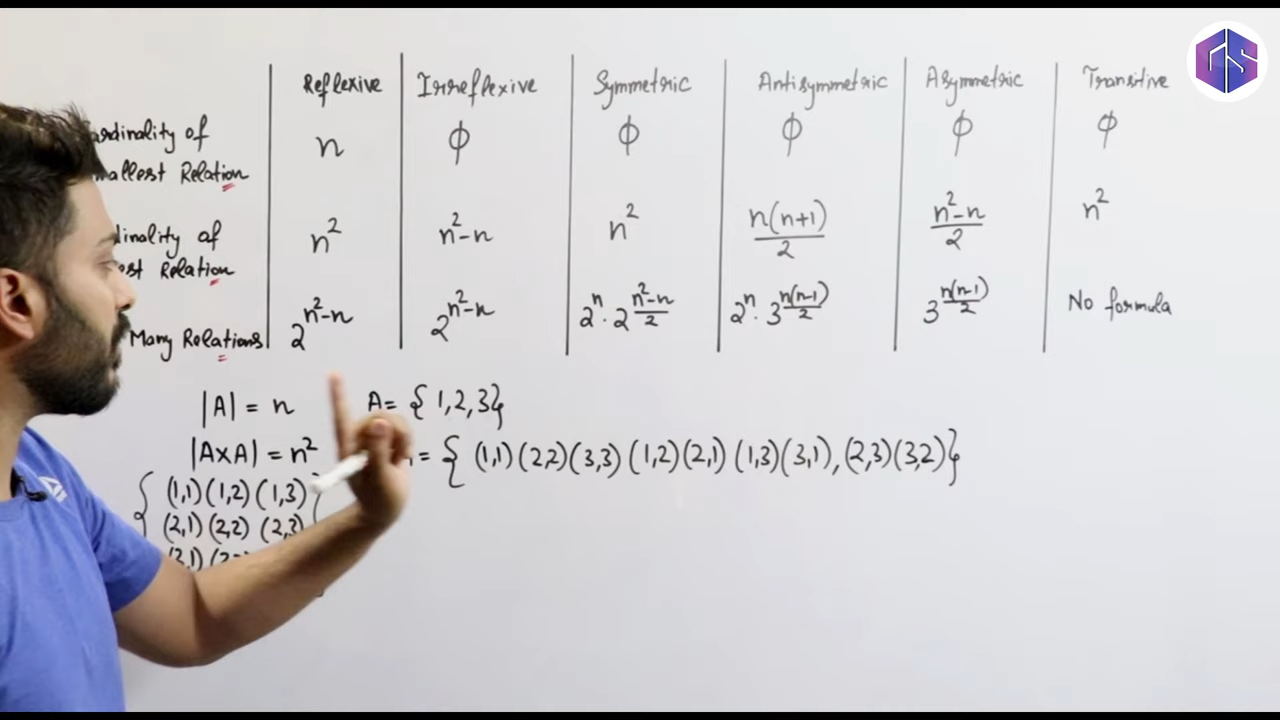 Reflexive Irreflexive Symmetric Antisymmetric Asymmetric Transitive
of
Relation n ϕ ϕ ϕ ϕ ϕ
of
Relation n² n²-n n² n(n+1)/2 n²-n/2 n²
Many Relations 2^(n²-n) 2^(n²-n) 2^n . 2^((n²-n)/2) 2^n . 3^(n(n-1)/2) 3^(n(n-1)/2) No formula
|A| = n A= { 1,2,3}
|A×A| = n² = { (1,1) (2,2) (3,3) (1,2) (2,1) (1,3) (3,1), (2,3) (3,2)}
{ (1,1) (1,2) (1,3)
(2,1) (2,2) (2,3)